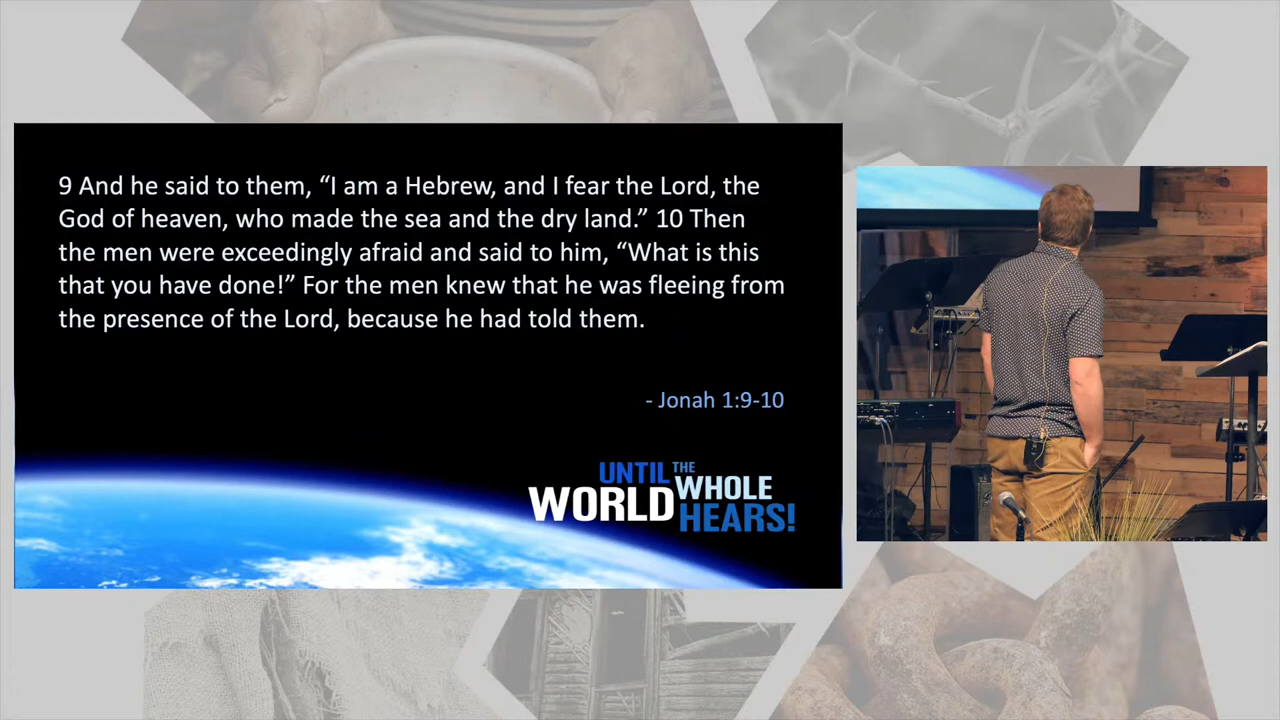 9 And he said to them, “I am a Hebrew, and I fear the Lord, the
God of heaven, who made the sea and the dry land.” 10 Then
the men were exceedingly afraid and said to him, “What is this
that you have done!” For the men knew that he was fleeing from
the presence of the Lord, because he had told them.
- Jonah 1:9-10
UNTIL THE
WORLD WHOLE
HEARS!